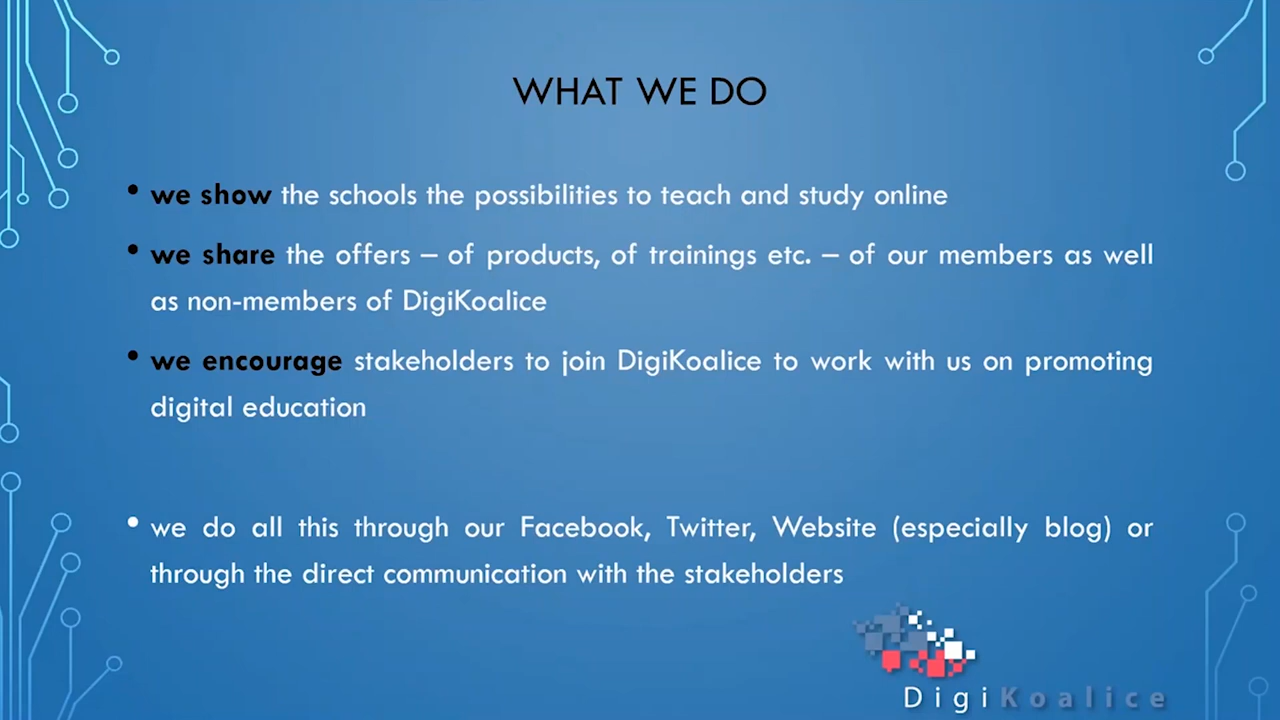 WHAT WE DO
• we show the schools the possibilities to teach and study online
• we share the offers – of products, of trainings etc. – of our members as well
as non-members of DigiKoalice
• we encourage stakeholders to join DigiKoalice to work with us on promoting
digital education
• we do all this through our Facebook, Twitter, Website (especially blog) or
through the direct communication with the stakeholders
DigiKoalice